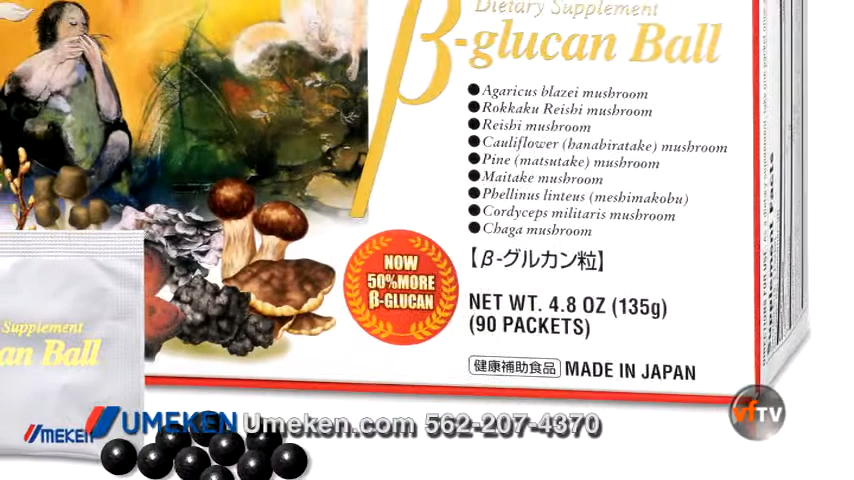 Dietary Supplement
β-glucan Ball
●Agaricus blazei mushroom
●Rokkaku Reishi mushroom
●Reishi mushroom
●Cauliflower (hanabiratake) mushroom
●Pine (matsutake) mushroom
●Maitake mushroom
●Phellinus linteus (meshimakobu)
●Cordyceps militaris mushroom
●Chaga mushroom
【β-グルカン粒】
NOW
50% MORE
β-GLUCAN
NET WT. 4.8 OZ (135g)
(90 PACKETS)
健康補助食品 MADE IN JAPAN
Supplement
an Ball
UMEKEN
UMEKEN Umeken.com 562-207-4370
vfTV